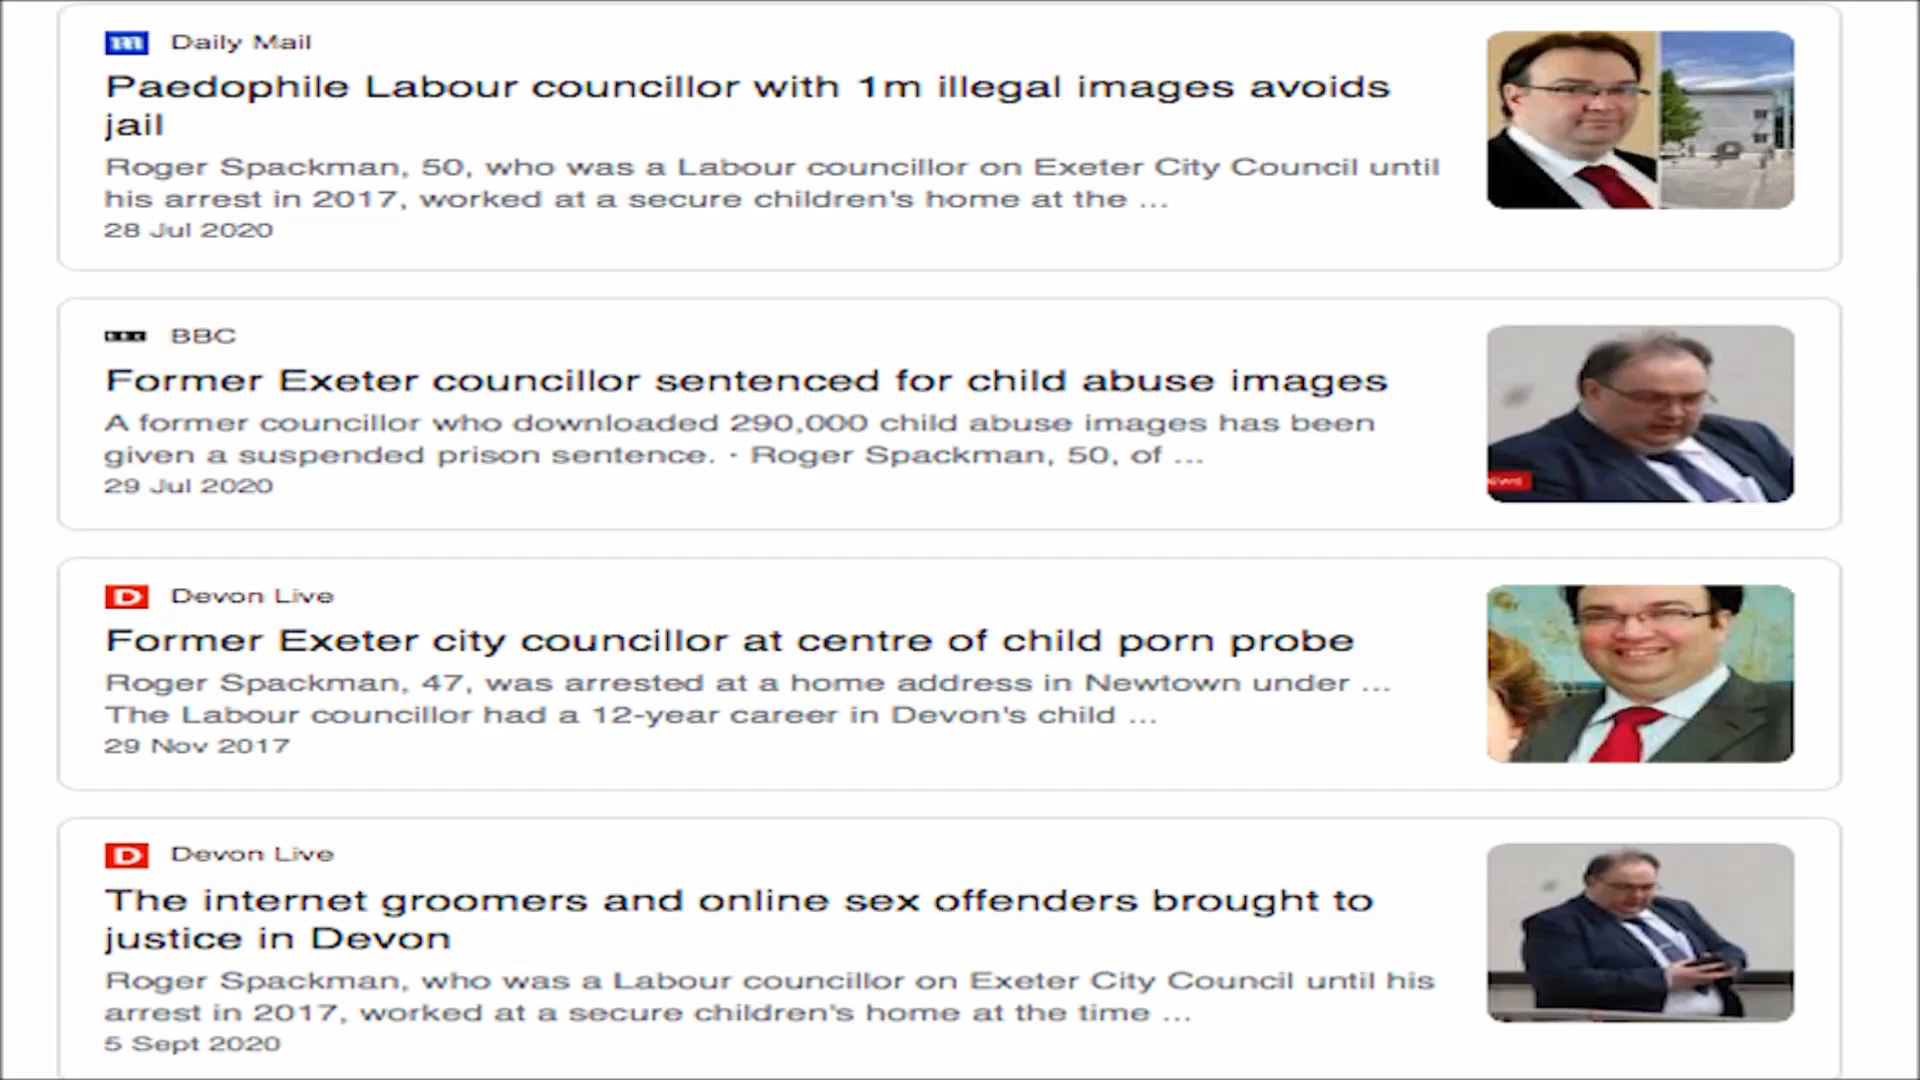 Daily Mail
Paedophile Labour councillor with 1m illegal images avoids
jail
Roger Spackman, 50, who was a Labour councillor on Exeter City Council until
his arrest in 2017, worked at a secure children's home at the ...
28 Jul 2020
BBC
BBC
Former Exeter councillor sentenced for child abuse images
A former councillor who downloaded 290,000 child abuse images has been
given a suspended prison sentence. · Roger Spackman, 50, of ...
29 Jul 2020
D Devon Live
Former Exeter city councillor at centre of child porn probe
Roger Spackman, 47, was arrested at a home address in Newtown under ...
The Labour councillor had a 12-year career in Devon's child ...
29 Nov 2017
D Devon Live
The internet groomers and online sex offenders brought to
justice in Devon
Roger Spackman, who was a Labour councillor on Exeter City Council until his
arrest in 2017, worked at a secure children's home at the time ...
5 Sept 2020